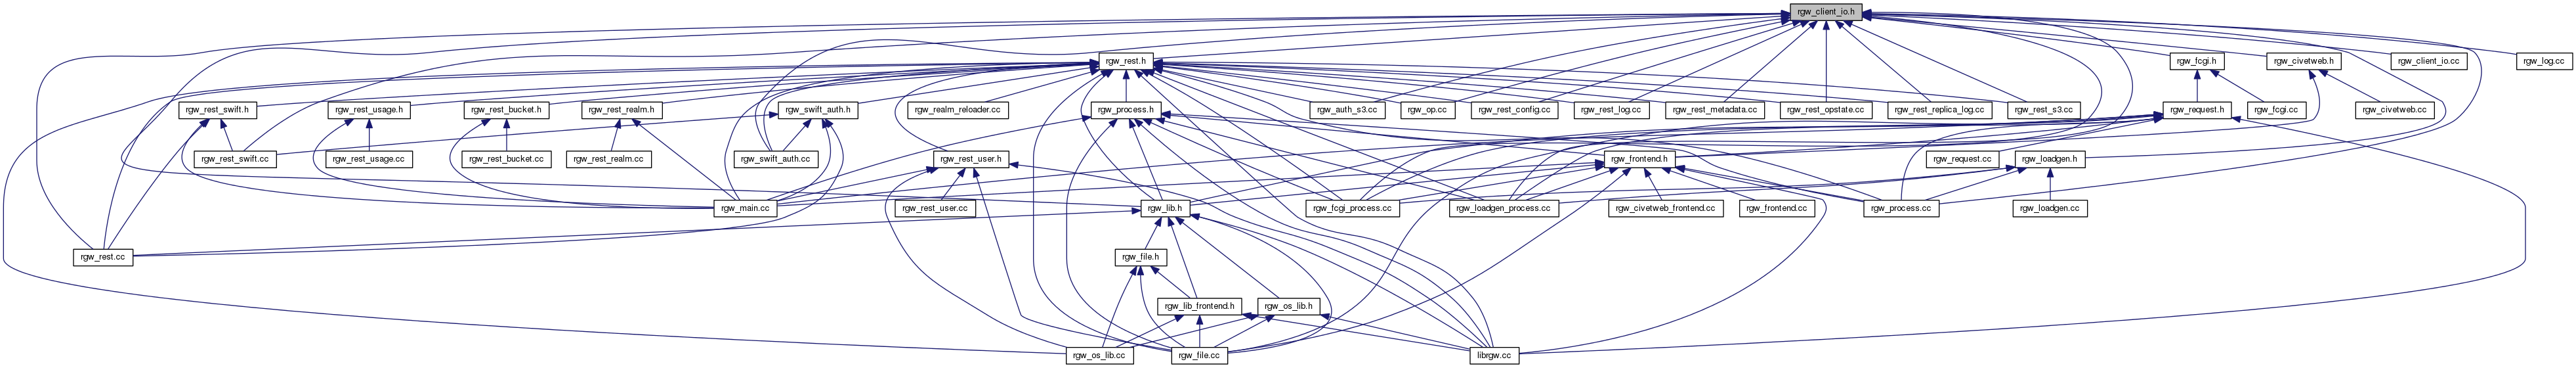 rgw_client_io.h
rgw_rest.h
rgw_fcgi.h
rgw_civetweb.h
rgw_client_io.cc
rgw_log.cc
rgw_rest_swift.h
rgw_rest_usage.h
rgw_rest_bucket.h
rgw_rest_realm.h
rgw_swift_auth.h
rgw_realm_reloader.cc
rgw_process.h
rgw_auth_s3.cc
rgw_op.cc
rgw_rest_config.cc
rgw_rest_log.cc
rgw_rest_metadata.cc
rgw_rest_opstate.cc
rgw_rest_replica_log.cc
rgw_rest_s3.cc
rgw_request.h
rgw_fcgi.cc
rgw_civetweb.cc
rgw_rest_swift.cc
rgw_rest_usage.cc
rgw_rest_bucket.cc
rgw_rest_realm.cc
rgw_swift_auth.cc
rgw_rest_user.h
rgw_frontend.h
rgw_request.cc
rgw_loadgen.h
rgw_main.cc
rgw_rest_user.cc
rgw_lib.h
rgw_fcgi_process.cc
rgw_loadgen_process.cc
rgw_civetweb_frontend.cc
rgw_frontend.cc
rgw_process.cc
rgw_loadgen.cc
rgw_rest.cc
rgw_file.h
rgw_lib_frontend.h
rgw_os_lib.h
rgw_os_lib.cc
rgw_file.cc
librgw.cc